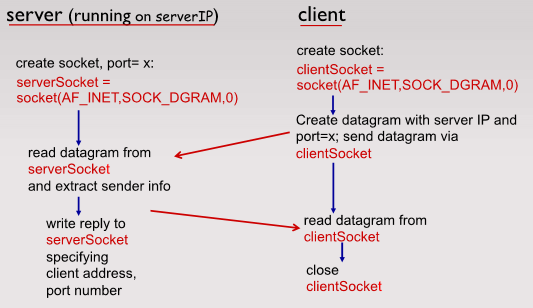 server (running on serverIP)
create socket, port= x:
serverSocket =
socket(AF_INET,SOCK_DGRAM,0)
read datagram from
serverSocket
and extract sender info
write reply to
serverSocket
specifying
client address,
port number
client
create socket:
clientSocket =
socket(AF_INET,SOCK_DGRAM,0)
Create datagram with server IP and
port=x; send datagram via
clientSocket
read datagram from
clientSocket
close
clientSocket